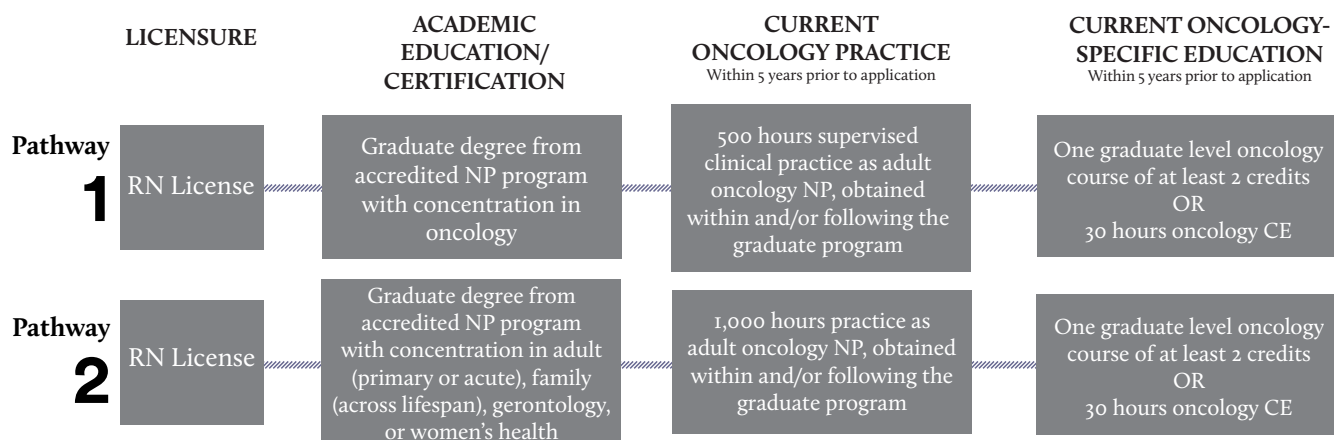 LICENSURE
ACADEMIC
EDUCATION/
CERTIFICATION
CURRENT
ONCOLOGY PRACTICE
Within 5 years prior to application
CURRENT ONCOLOGY-
SPECIFIC EDUCATION
Within 5 years prior to application
Pathway
1
RN License
Graduate degree from
accredited NP program
with concentration in
oncology
500 hours supervised
clinical practice as adult
oncology NP, obtained
within and/or following the
graduate program
One graduate level oncology
course of at least 2 credits
OR
30 hours oncology CE
Pathway
2
RN License
Graduate degree from
accredited NP program
with concentration in adult
(primary or acute), family
(across lifespan), gerontology,
or women's health
1,000 hours practice as
adult oncology NP, obtained
within and/or following the
graduate program
One graduate level oncology
course of at least 2 credits
OR
30 hours oncology CE